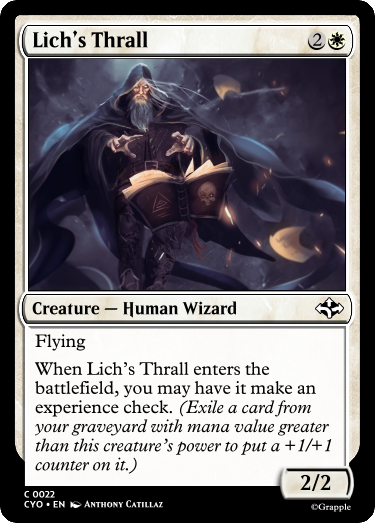 Lich's Thrall 2
Creature — Human Wizard
Flying
When Lich's Thrall enters the
battlefield, you may have it make an
experience check. (Exile a card from
your graveyard with mana value greater
than this creature's power to put a +1/+1
counter on it.)
2/2
C 0022
CYO • EN Anthony Catillaz
©Grapple